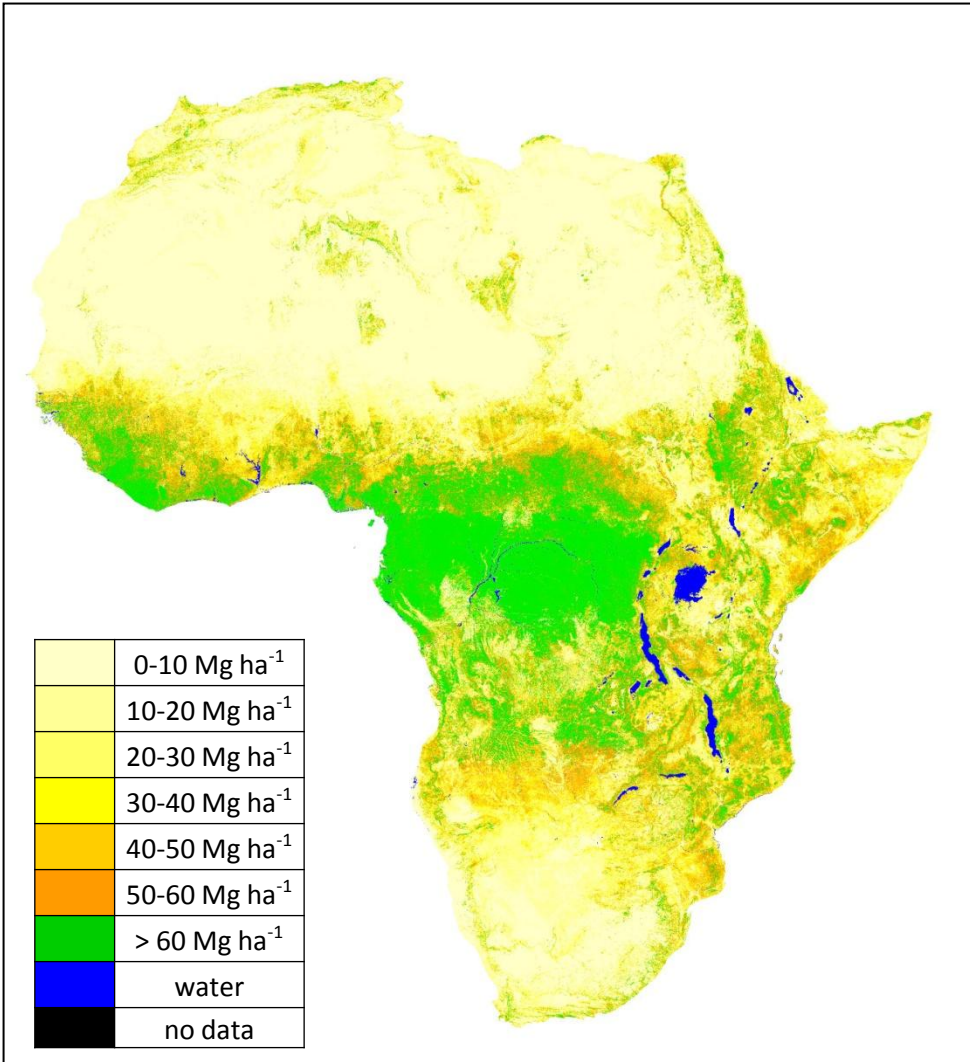 0-10 Mg ha⁻¹
10-20 Mg ha⁻¹
20-30 Mg ha⁻¹
30-40 Mg ha⁻¹
40-50 Mg ha⁻¹
50-60 Mg ha⁻¹
> 60 Mg ha⁻¹
water
no data